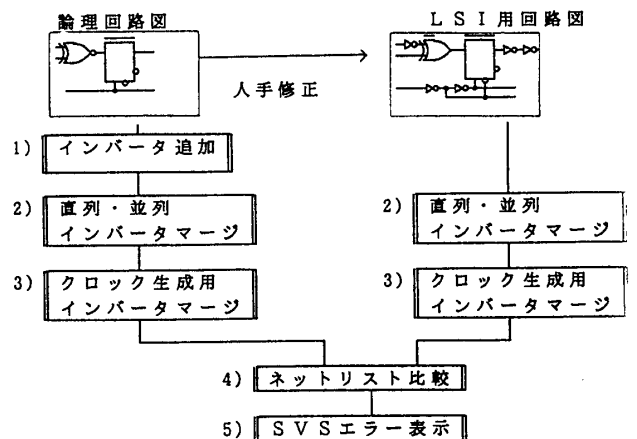 論理回路図
LSI用回路図
人手修正
1) インバータ追加
2) 直列・並列
インバータマージ
2) 直列・並列
インバータマージ
3) クロック生成用
インバータマージ
3) クロック生成用
インバータマージ
4) ネットリスト比較
5) SVSエラー表示